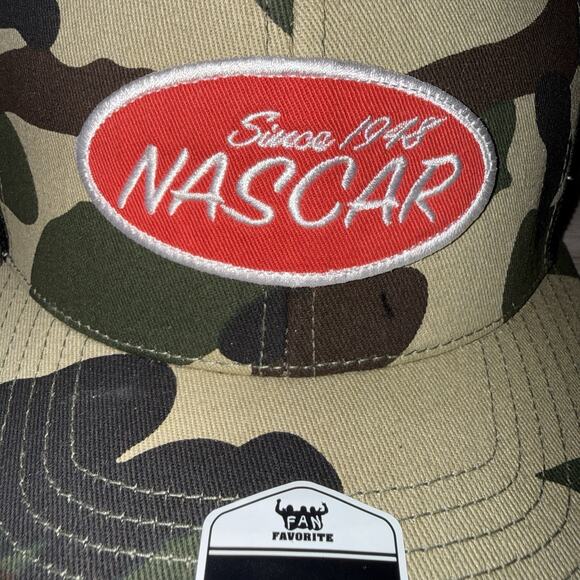 Since 1948
NASCAR
FAN
FAVORITE